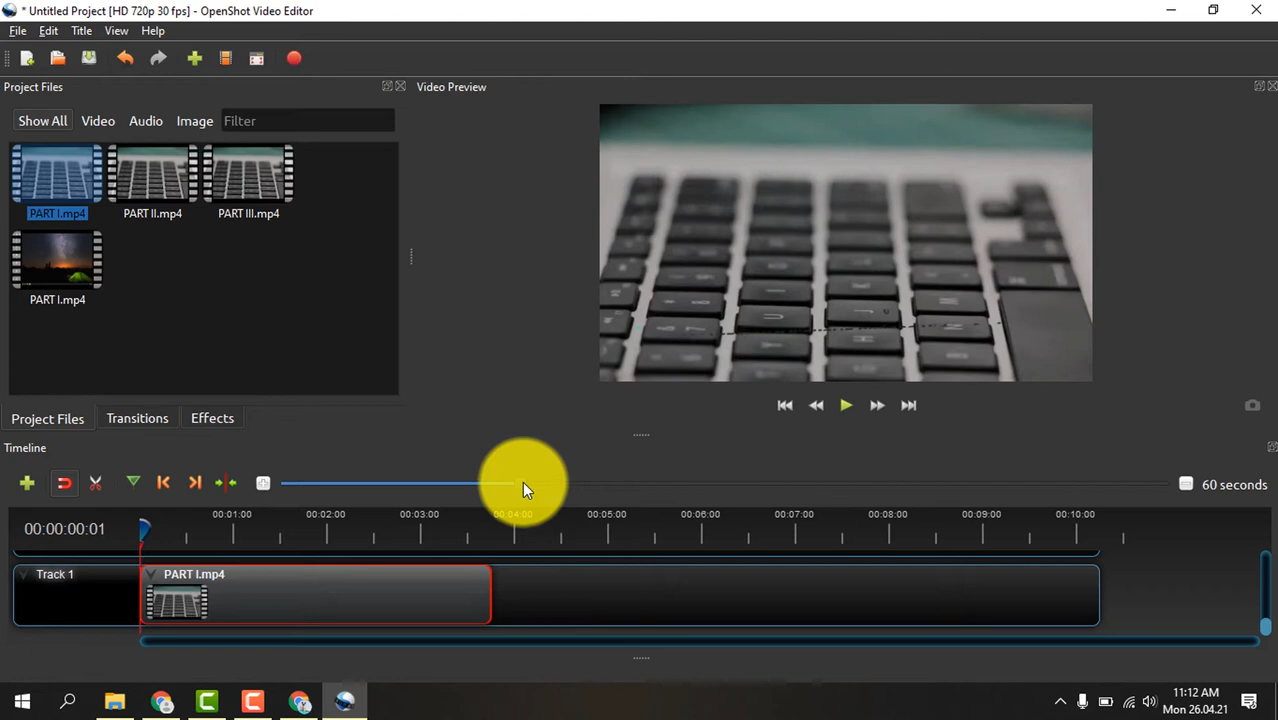 * Untitled Project [HD 720p 30 fps] - OpenShot Video Editor
File Edit Title View Help
Project Files
Video Preview
Show All Video Audio Image Filter
PART I.mp4 PART II.mp4 PART III.mp4
PART I.mp4
Project Files Transitions Effects
Timeline
60 seconds
00:00:00:01
00:01:00 00:02:00 00:03:00 00:04:00 00:05:00 00:06:00 00:07:00 00:08:00 00:09:00 00:10:00
Track 1 PART I.mp4
11:12 AM
Mon 26.04.21